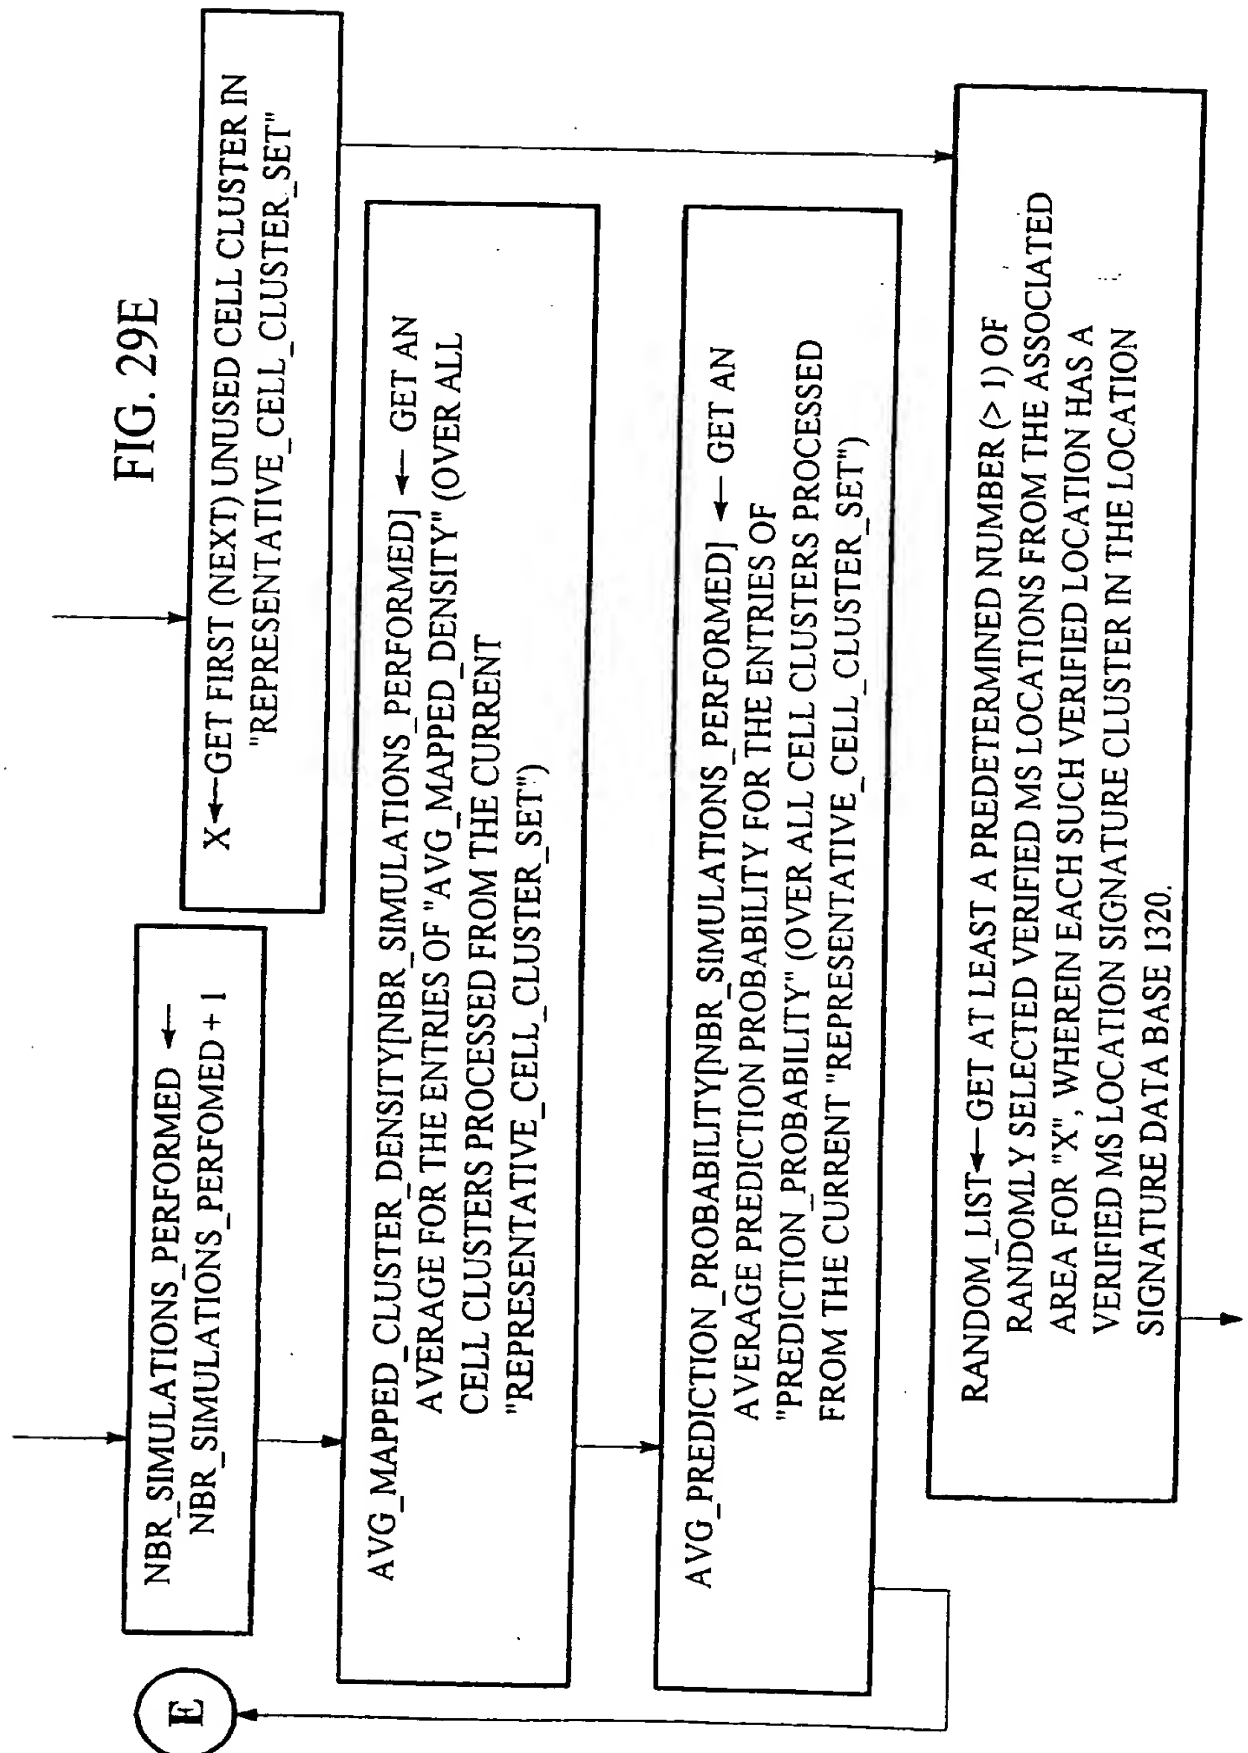 FIG. 29E
NBR_SIMULATIONS_PERFORMED ←
NBR_SIMULATIONS_PERFOMED + 1
X←GET FIRST (NEXT) UNUSED CELL CLUSTER IN
"REPRESENTATIVE_CELL_CLUSTER_SET"
AVG_MAPPED_CLUSTER_DENSITY[NBR_SIMULATIONS_PERFORMED] ← GET AN
AVERAGE FOR THE ENTRIES OF "AVG_MAPPED_DENSITY" (OVER ALL
CELL CLUSTERS PROCESSED FROM THE CURRENT
"REPRESENTATIVE_CELL_CLUSTER_SET")
AVG_PREDICTION_PROBABILITY[NBR_SIMULATIONS_PERFORMED] ← GET AN
AVERAGE PREDICTION PROBABILITY FOR THE ENTRIES OF
"PREDICTION_PROBABILITY" (OVER ALL CELL CLUSTERS PROCESSED
FROM THE CURRENT "REPRESENTATIVE_CELL_CLUSTER_SET")
E
RANDOM_LIST←GET AT LEAST A PREDETERMINED NUMBER (> 1) OF
RANDOMLY SELECTED VERIFIED MS LOCATIONS FROM THE ASSOCIATED
AREA FOR "X", WHEREIN EACH SUCH VERIFIED LOCATION HAS A
VERIFIED MS LOCATION SIGNATURE CLUSTER IN THE LOCATION
SIGNATURE DATA BASE 1320.